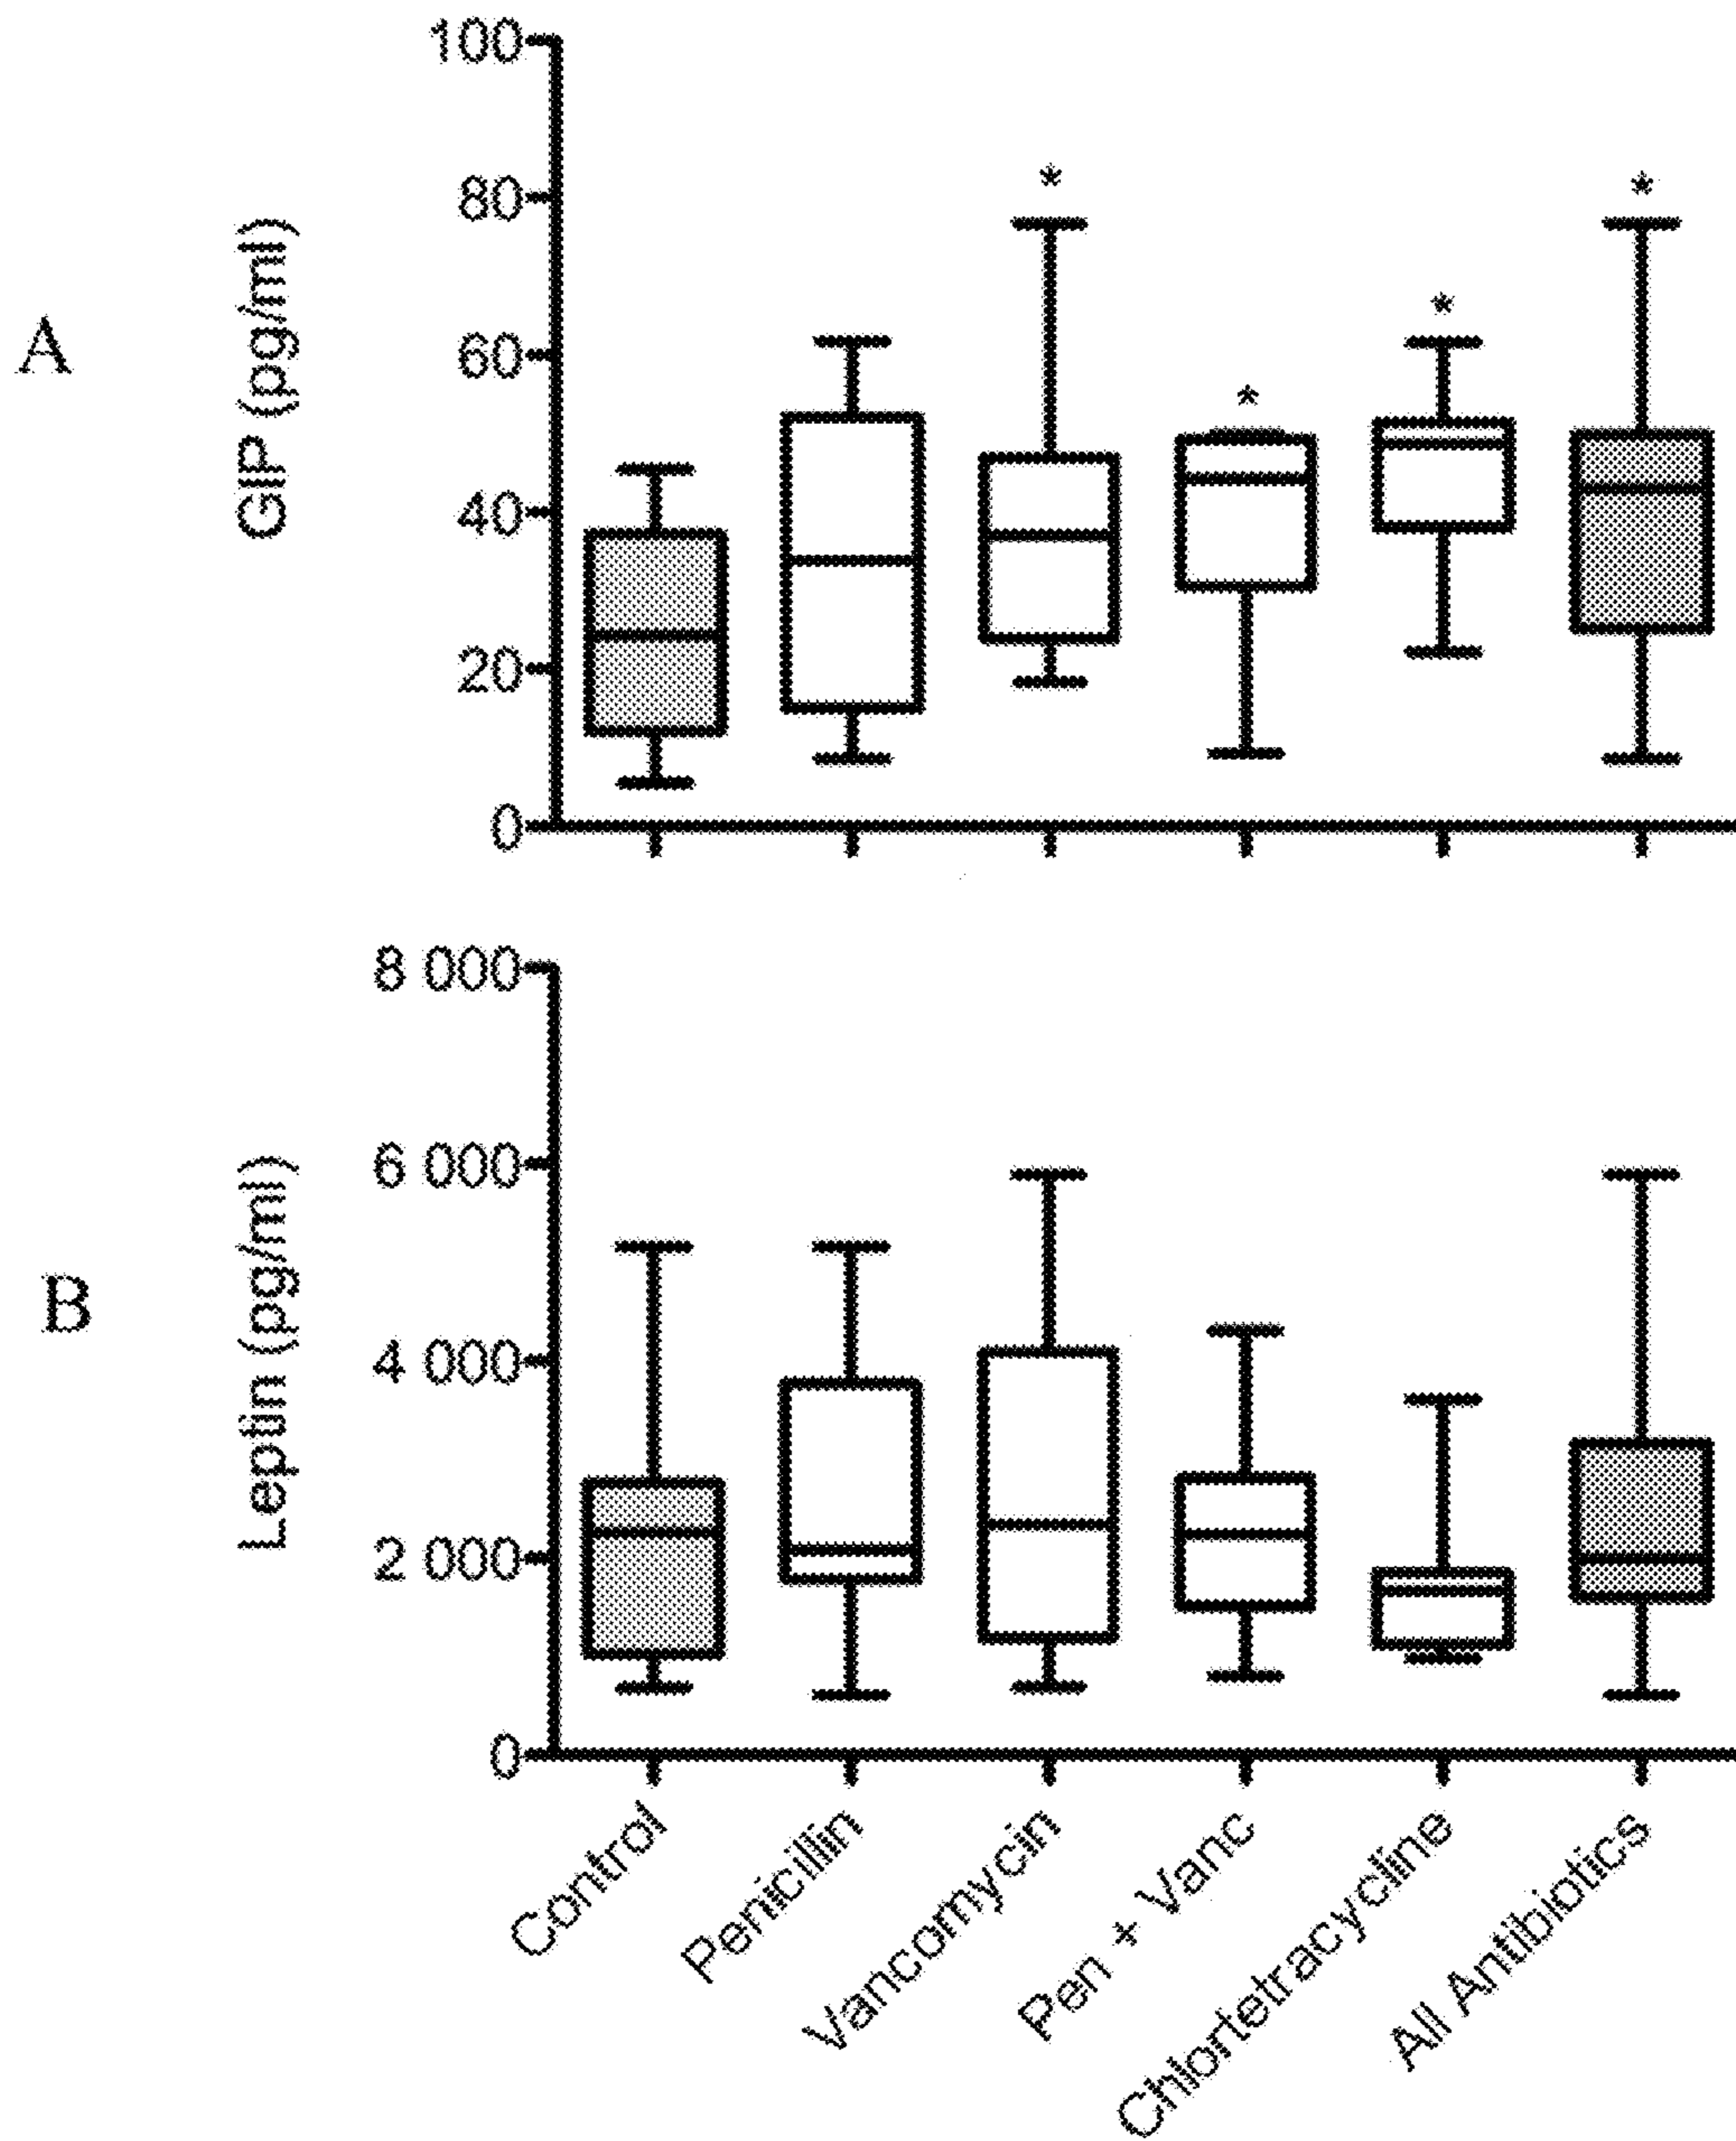 A
GIP (pg/ml)
100
80
60
40
20
0
*
*
*
*
B
Leptin (pg/ml)
8 000
6 000
4 000
2 000
0
Control
Penicillin
Vancomycin
Pen + Vanc
Chlortetracycline
All Antibiotics